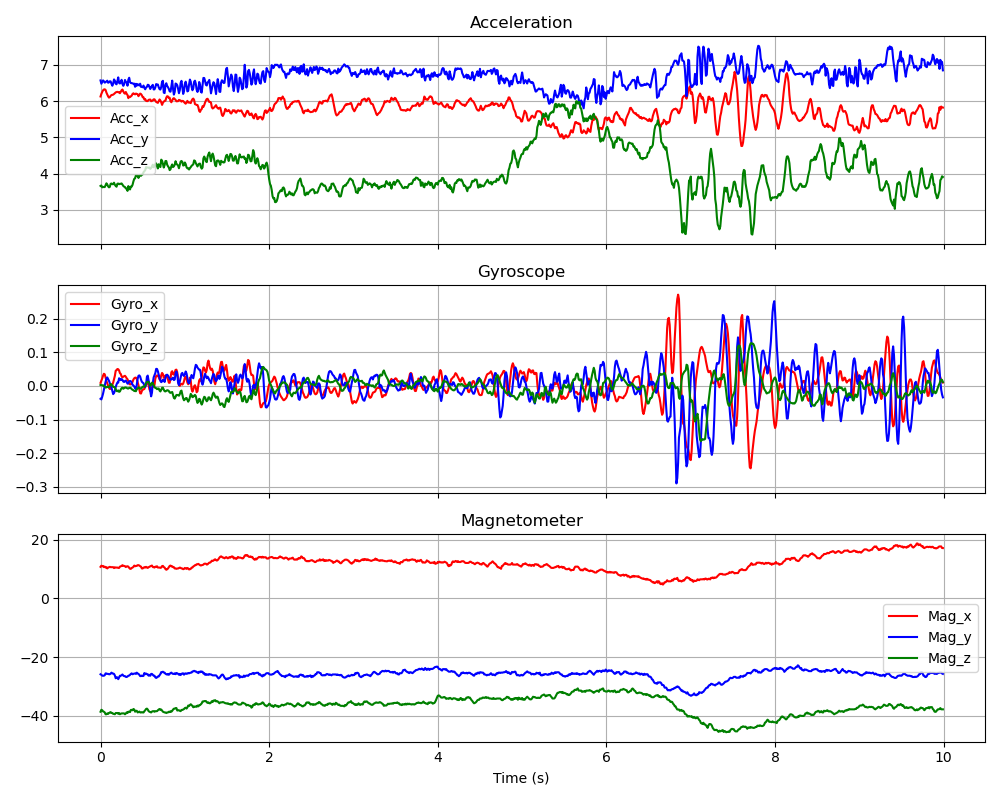 Acceleration
7
6
5
4
3
Acc_x
Acc_y
Acc_z
Gyroscope
0.2
0.1
0.0
−0.1
−0.2
−0.3
Gyro_x
Gyro_y
Gyro_z
Magnetometer
20
0
−20
−40
Mag_x
Mag_y
Mag_z
0 2 4 6 8 10
Time (s)